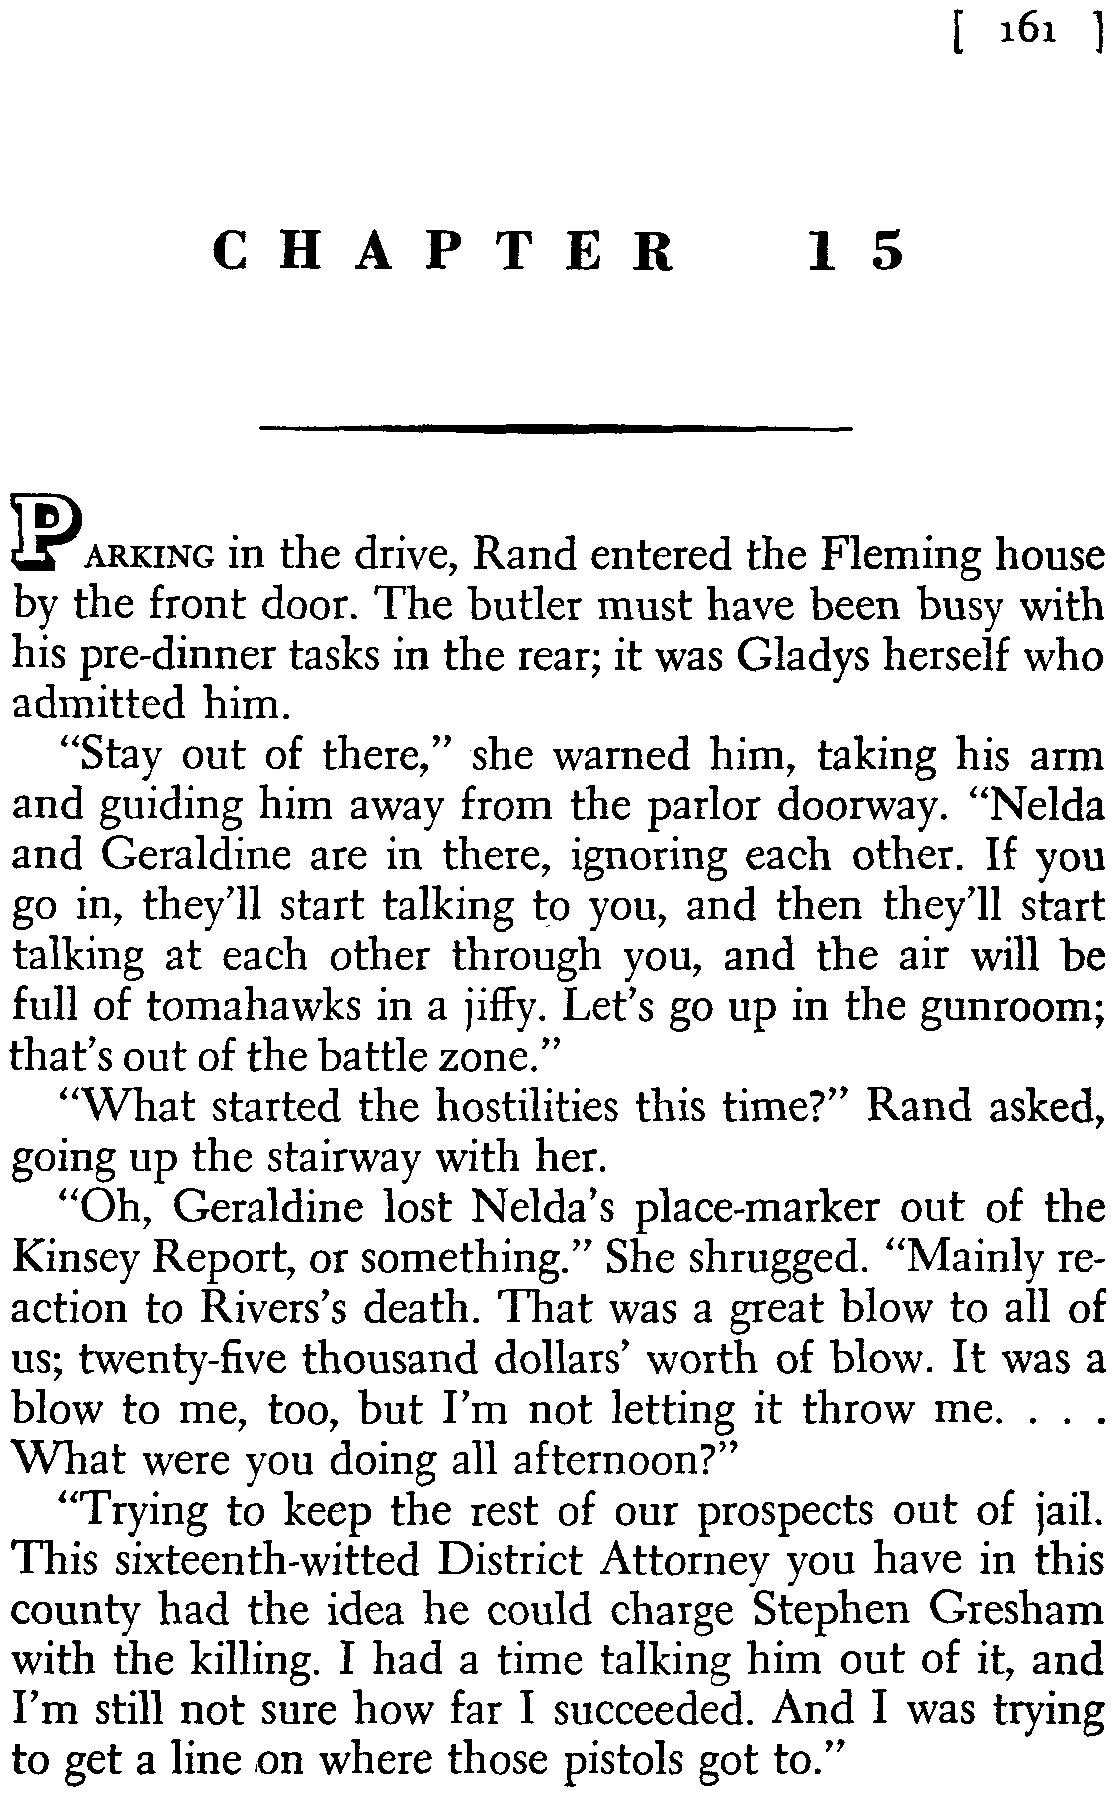 [ 161 ]
CHAPTER 15
PARKING in the drive, Rand entered the Fleming house
by the front door. The butler must have been busy with
his pre-dinner tasks in the rear; it was Gladys herself who
admitted him.
“Stay out of there,” she warned him, taking his arm
and guiding him away from the parlor doorway. “Nelda
and Geraldine are in there, ignoring each other. If you
go in, they’ll start talking to you, and then they’ll start
talking at each other through you, and the air will be
full of tomahawks in a jiffy. Let’s go up in the gunroom;
that’s out of the battle zone.”
“What started the hostilities this time?” Rand asked,
going up the stairway with her.
“Oh, Geraldine lost Nelda’s place-marker out of the
Kinsey Report, or something.” She shrugged. “Mainly re-
action to Rivers’s death. That was a great blow to all of
us; twenty-five thousand dollars’ worth of blow. It was a
blow to me, too, but I’m not letting it throw me. . . .
What were you doing all afternoon?”
“Trying to keep the rest of our prospects out of jail.
This sixteenth-witted District Attorney you have in this
county had the idea he could charge Stephen Gresham
with the killing. I had a time talking him out of it, and
I’m still not sure how far I succeeded. And I was trying
to get a line on where those pistols got to.”